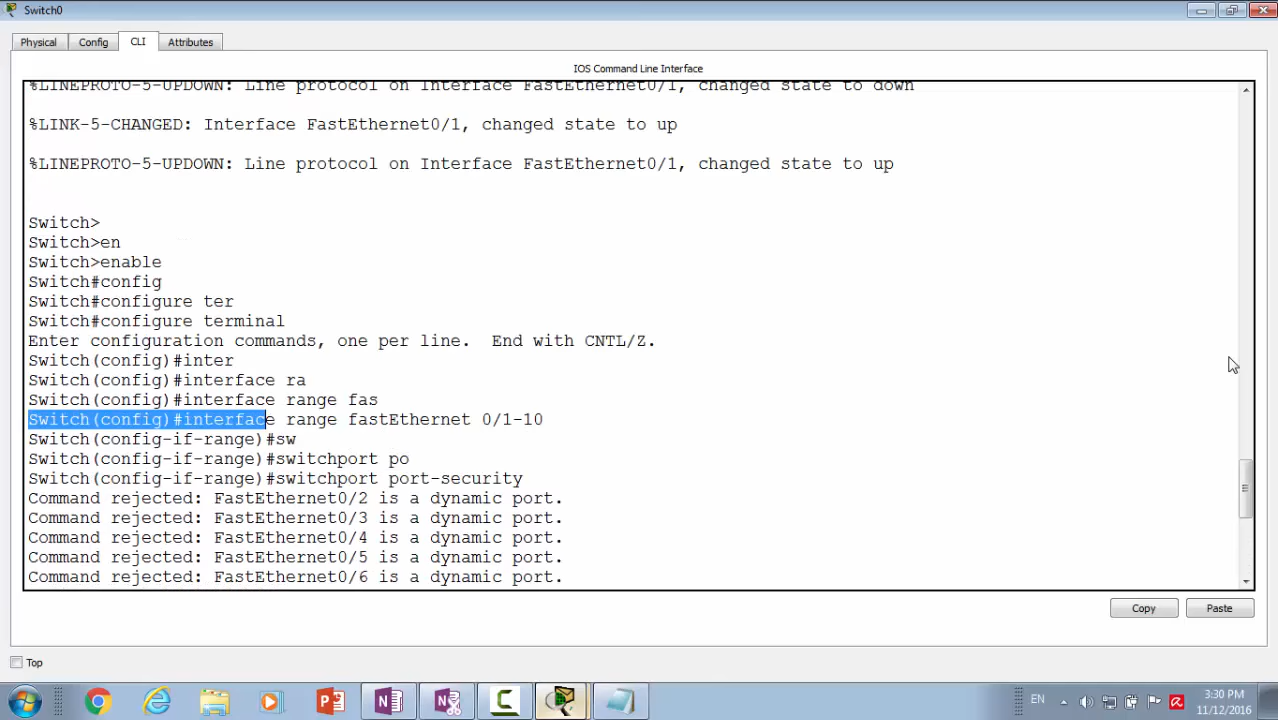 Switch0
Physical
Config
CLI
Attributes
IOS Command Line Interface
%LINEPROTO-5-UPDOWN: Line protocol on Interface FastEthernet0/1, changed state to down
%LINK-5-CHANGED: Interface FastEthernet0/1, changed state to up
%LINEPROTO-5-UPDOWN: Line protocol on Interface FastEthernet0/1, changed state to up
Switch>
Switch>en
Switch>enable
Switch#config
Switch#configure ter
Switch#configure terminal
Enter configuration commands, one per line.  End with CNTL/Z.
Switch(config)#inter
Switch(config)#interface ra
Switch(config)#interface range fas
Switch(config)#interface range fastEthernet 0/1-10
Switch(config-if-range)#sw
Switch(config-if-range)#switchport po
Switch(config-if-range)#switchport port-security
Command rejected: FastEthernet0/2 is a dynamic port.
Command rejected: FastEthernet0/3 is a dynamic port.
Command rejected: FastEthernet0/4 is a dynamic port.
Command rejected: FastEthernet0/5 is a dynamic port.
Command rejected: FastEthernet0/6 is a dynamic port.
Copy
Paste
Top
EN
3:30 PM
11/12/2016